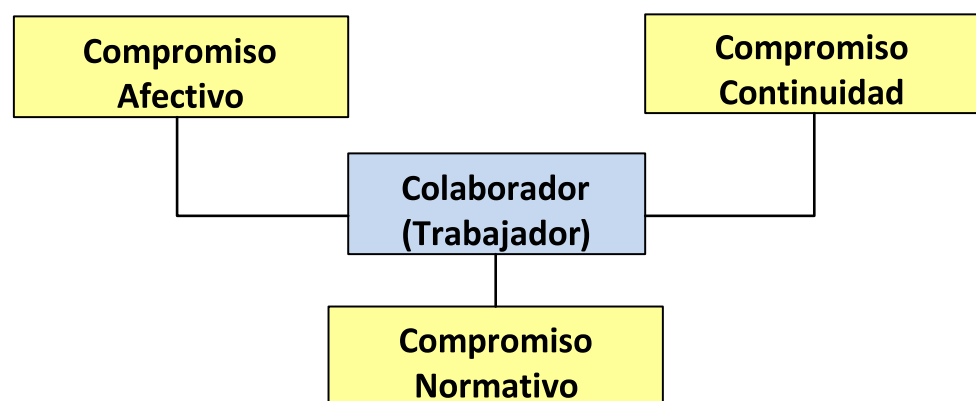 Compromiso
Afectivo
Compromiso
Continuidad
Colaborador
(Trabajador)
Compromiso
Normativo